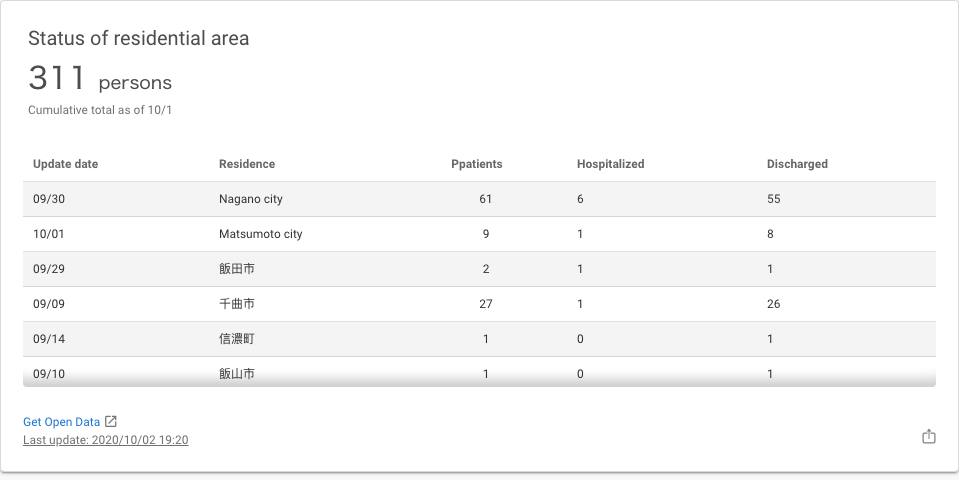 Status of residential area
311 persons
Cumulative total as of 10/1
Update date Residence Ppatients Hospitalized Discharged
09/30 Nagano city 61 6 55
10/01 Matsumoto city 9 1 8
09/29 飯田市 2 1 1
09/09 千曲市 27 1 26
09/14 信濃町 1 0 1
09/10 飯山市 1 0 1
Get Open Data
Last update: 2020/10/02 19:20